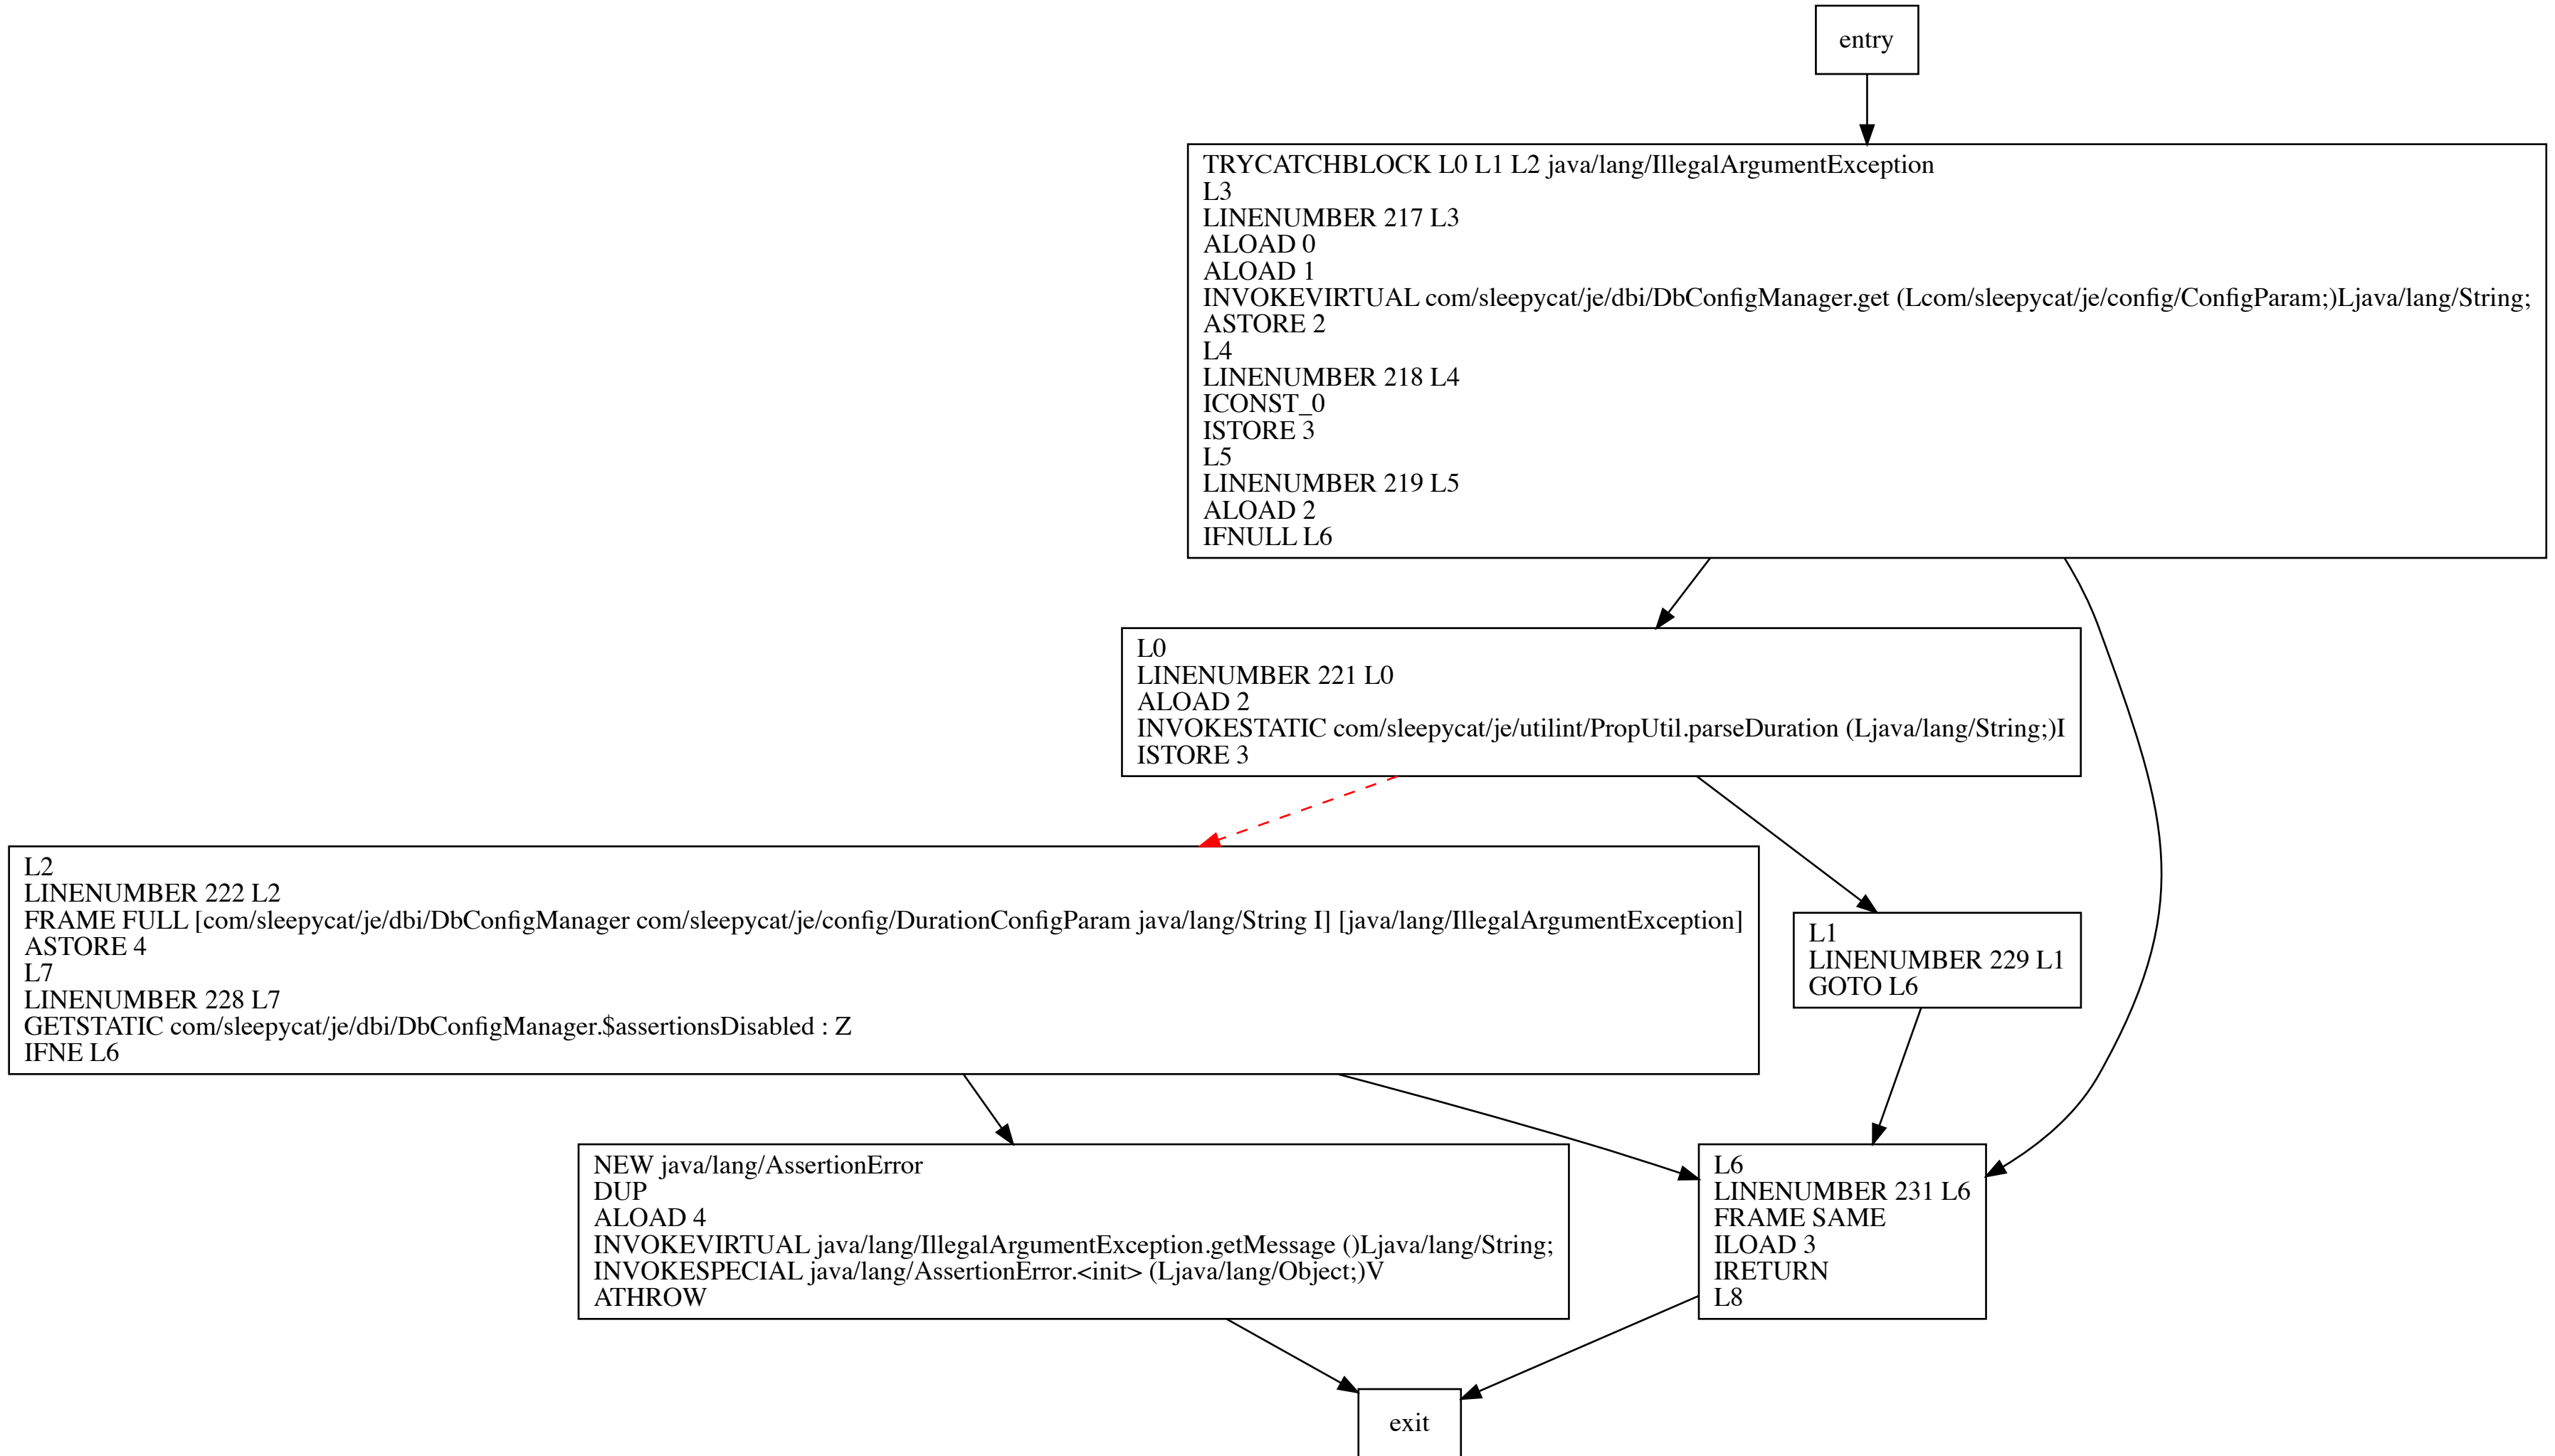 entry
TRYCATCHBLOCK L0 L1 L2 java/lang/IllegalArgumentException
L3
LINENUMBER 217 L3
ALOAD 0
ALOAD 1
INVOKEVIRTUAL com/sleepycat/je/dbi/DbConfigManager.get (Lcom/sleepycat/je/config/ConfigParam;)Ljava/lang/String;
ASTORE 2
L4
LINENUMBER 218 L4
ICONST_0
ISTORE 3
L5
LINENUMBER 219 L5
ALOAD 2
IFNULL L6
L0
LINENUMBER 221 L0
ALOAD 2
INVOKESTATIC com/sleepycat/je/utilint/PropUtil.parseDuration (Ljava/lang/String;)I
ISTORE 3
L2
LINENUMBER 222 L2
FRAME FULL [com/sleepycat/je/dbi/DbConfigManager com/sleepycat/je/config/DurationConfigParam java/lang/String I] [java/lang/IllegalArgumentException]
ASTORE 4
L7
LINENUMBER 228 L7
GETSTATIC com/sleepycat/je/dbi/DbConfigManager.$assertionsDisabled : Z
IFNE L6
L1
LINENUMBER 229 L1
GOTO L6
NEW java/lang/AssertionError
DUP
ALOAD 4
INVOKEVIRTUAL java/lang/IllegalArgumentException.getMessage ()Ljava/lang/String;
INVOKESPECIAL java/lang/AssertionError.<init> (Ljava/lang/Object;)V
ATHROW
L6
LINENUMBER 231 L6
FRAME SAME
ILOAD 3
IRETURN
L8
exit